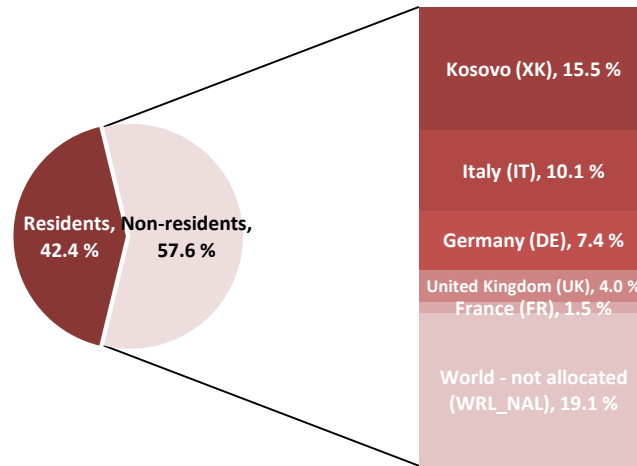 Residents,
42.4 %
Non-residents,
57.6 %
Kosovo (XK), 15.5 %
Italy (IT), 10.1 %
Germany (DE), 7.4 %
United Kingdom (UK), 4.0 %
France (FR), 1.5 %
World - not allocated
(WRL_NAL), 19.1 %